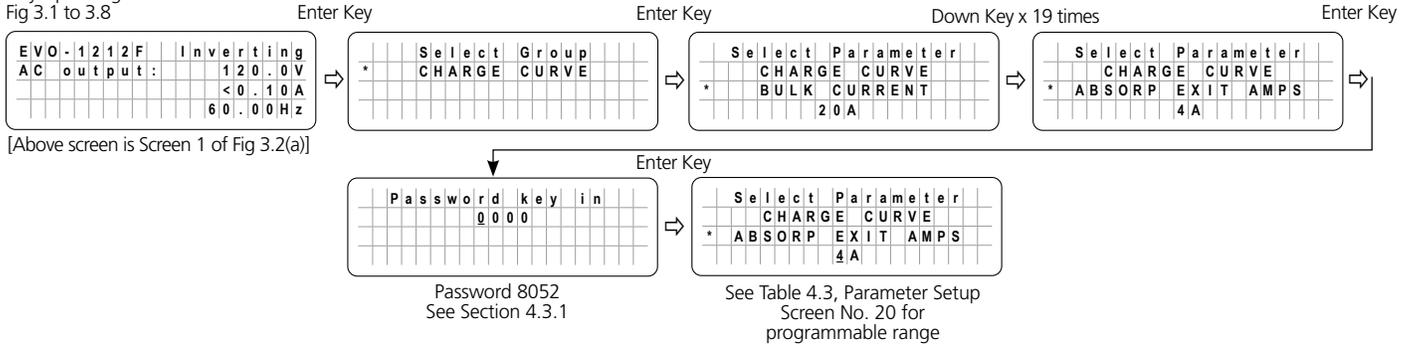 Fig 3.1 to 3.8
Enter Key
Enter Key
Down Key x 19 times
Enter Key
EVO-1212F Inverting
AC output: 120.0V
<0.10A
60.00Hz
[Above screen is Screen 1 of Fig 3.2(a)]
Select Group
* CHARGE CURVE
Select Parameter
CHARGE CURVE
* BULK CURRENT
20A
Select Parameter
CHARGE CURVE
* ABSORP EXIT AMPS
4A
Enter Key
Password key in
0000
Password 8052
See Section 4.3.1
Select Parameter
CHARGE CURVE
* ABSORP EXIT AMPS
4A
See Table 4.3, Parameter Setup
Screen No. 20 for
programmable range